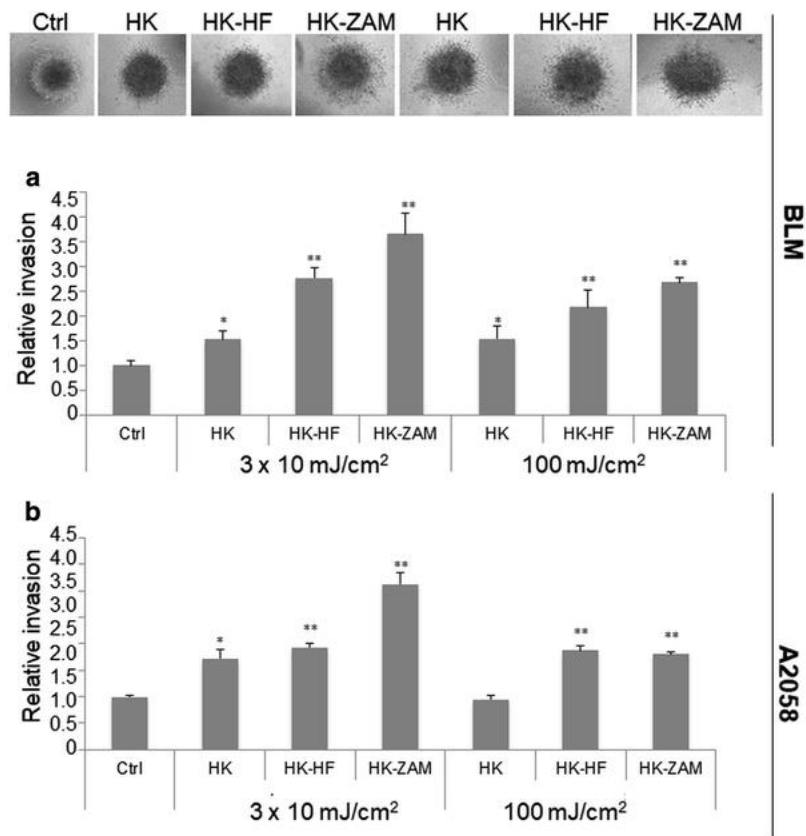 Ctrl HK HK-HF HK-ZAM HK HK-HF HK-ZAM
BLM
a
Relative invasion
4.5
4.0
3.5
3.0
2.5
2.0
1.5
1.0
0.5
0
*
**
**
*
**
**
Ctrl HK HK-HF HK-ZAM HK HK-HF HK-ZAM
3 x 10 mJ/cm²
100 mJ/cm²
A2058
b
Relative invasion
4.5
4.0
3.5
3.0
2.5
2.0
1.5
1.0
0.5
0
*
**
**
**
**
Ctrl HK HK-HF HK-ZAM HK HK-HF HK-ZAM
3 x 10 mJ/cm²
100 mJ/cm²